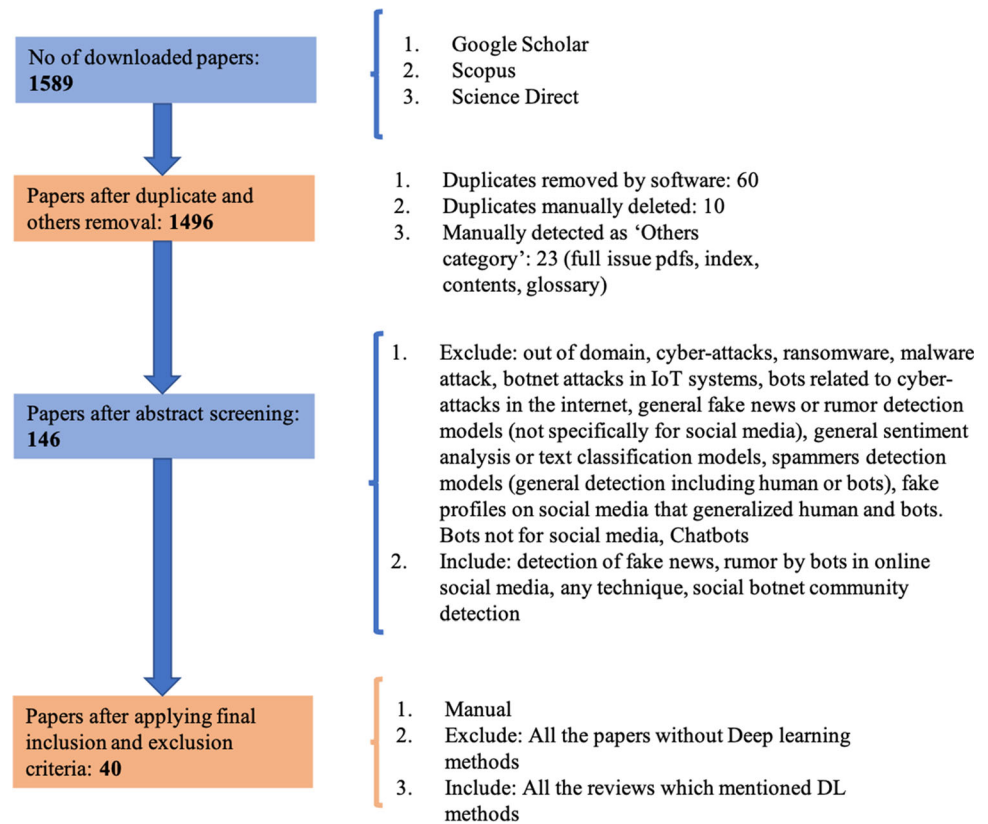 No of downloaded papers:
1589
1. Google Scholar
2. Scopus
3. Science Direct
Papers after duplicate and
others removal: 1496
1. Duplicates removed by software: 60
2. Duplicates manually deleted: 10
3. Manually detected as ‘Others
category’: 23 (full issue pdfs, index,
contents, glossary)
Papers after abstract screening:
146
1. Exclude: out of domain, cyber-attacks, ransomware, malware
attack, botnet attacks in IoT systems, bots related to cyber-
attacks in the internet, general fake news or rumor detection
models (not specifically for social media), general sentiment
analysis or text classification models, spammers detection
models (general detection including human or bots), fake
profiles on social media that generalized human and bots.
Bots not for social media, Chatbots
2. Include: detection of fake news, rumor by bots in online
social media, any technique, social botnet community
detection
Papers after applying final
inclusion and exclusion
criteria: 40
1. Manual
2. Exclude: All the papers without Deep learning
methods
3. Include: All the reviews which mentioned DL
methods